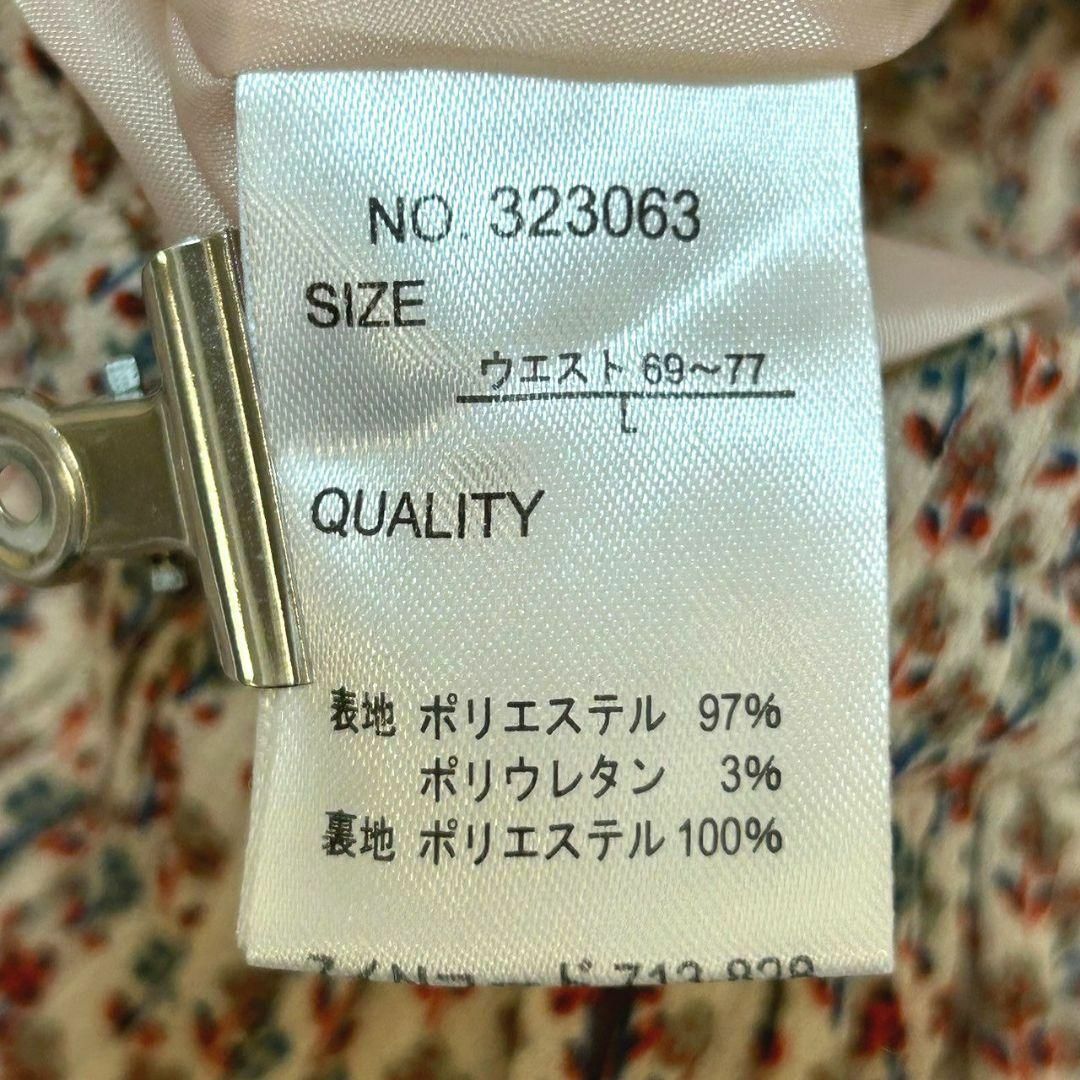 NO. 323063
SIZE
ウエスト 69～77
L
QUALITY
表地 ポリエステル 97%
ポリウレタン 3%
裏地 ポリエステル 100%